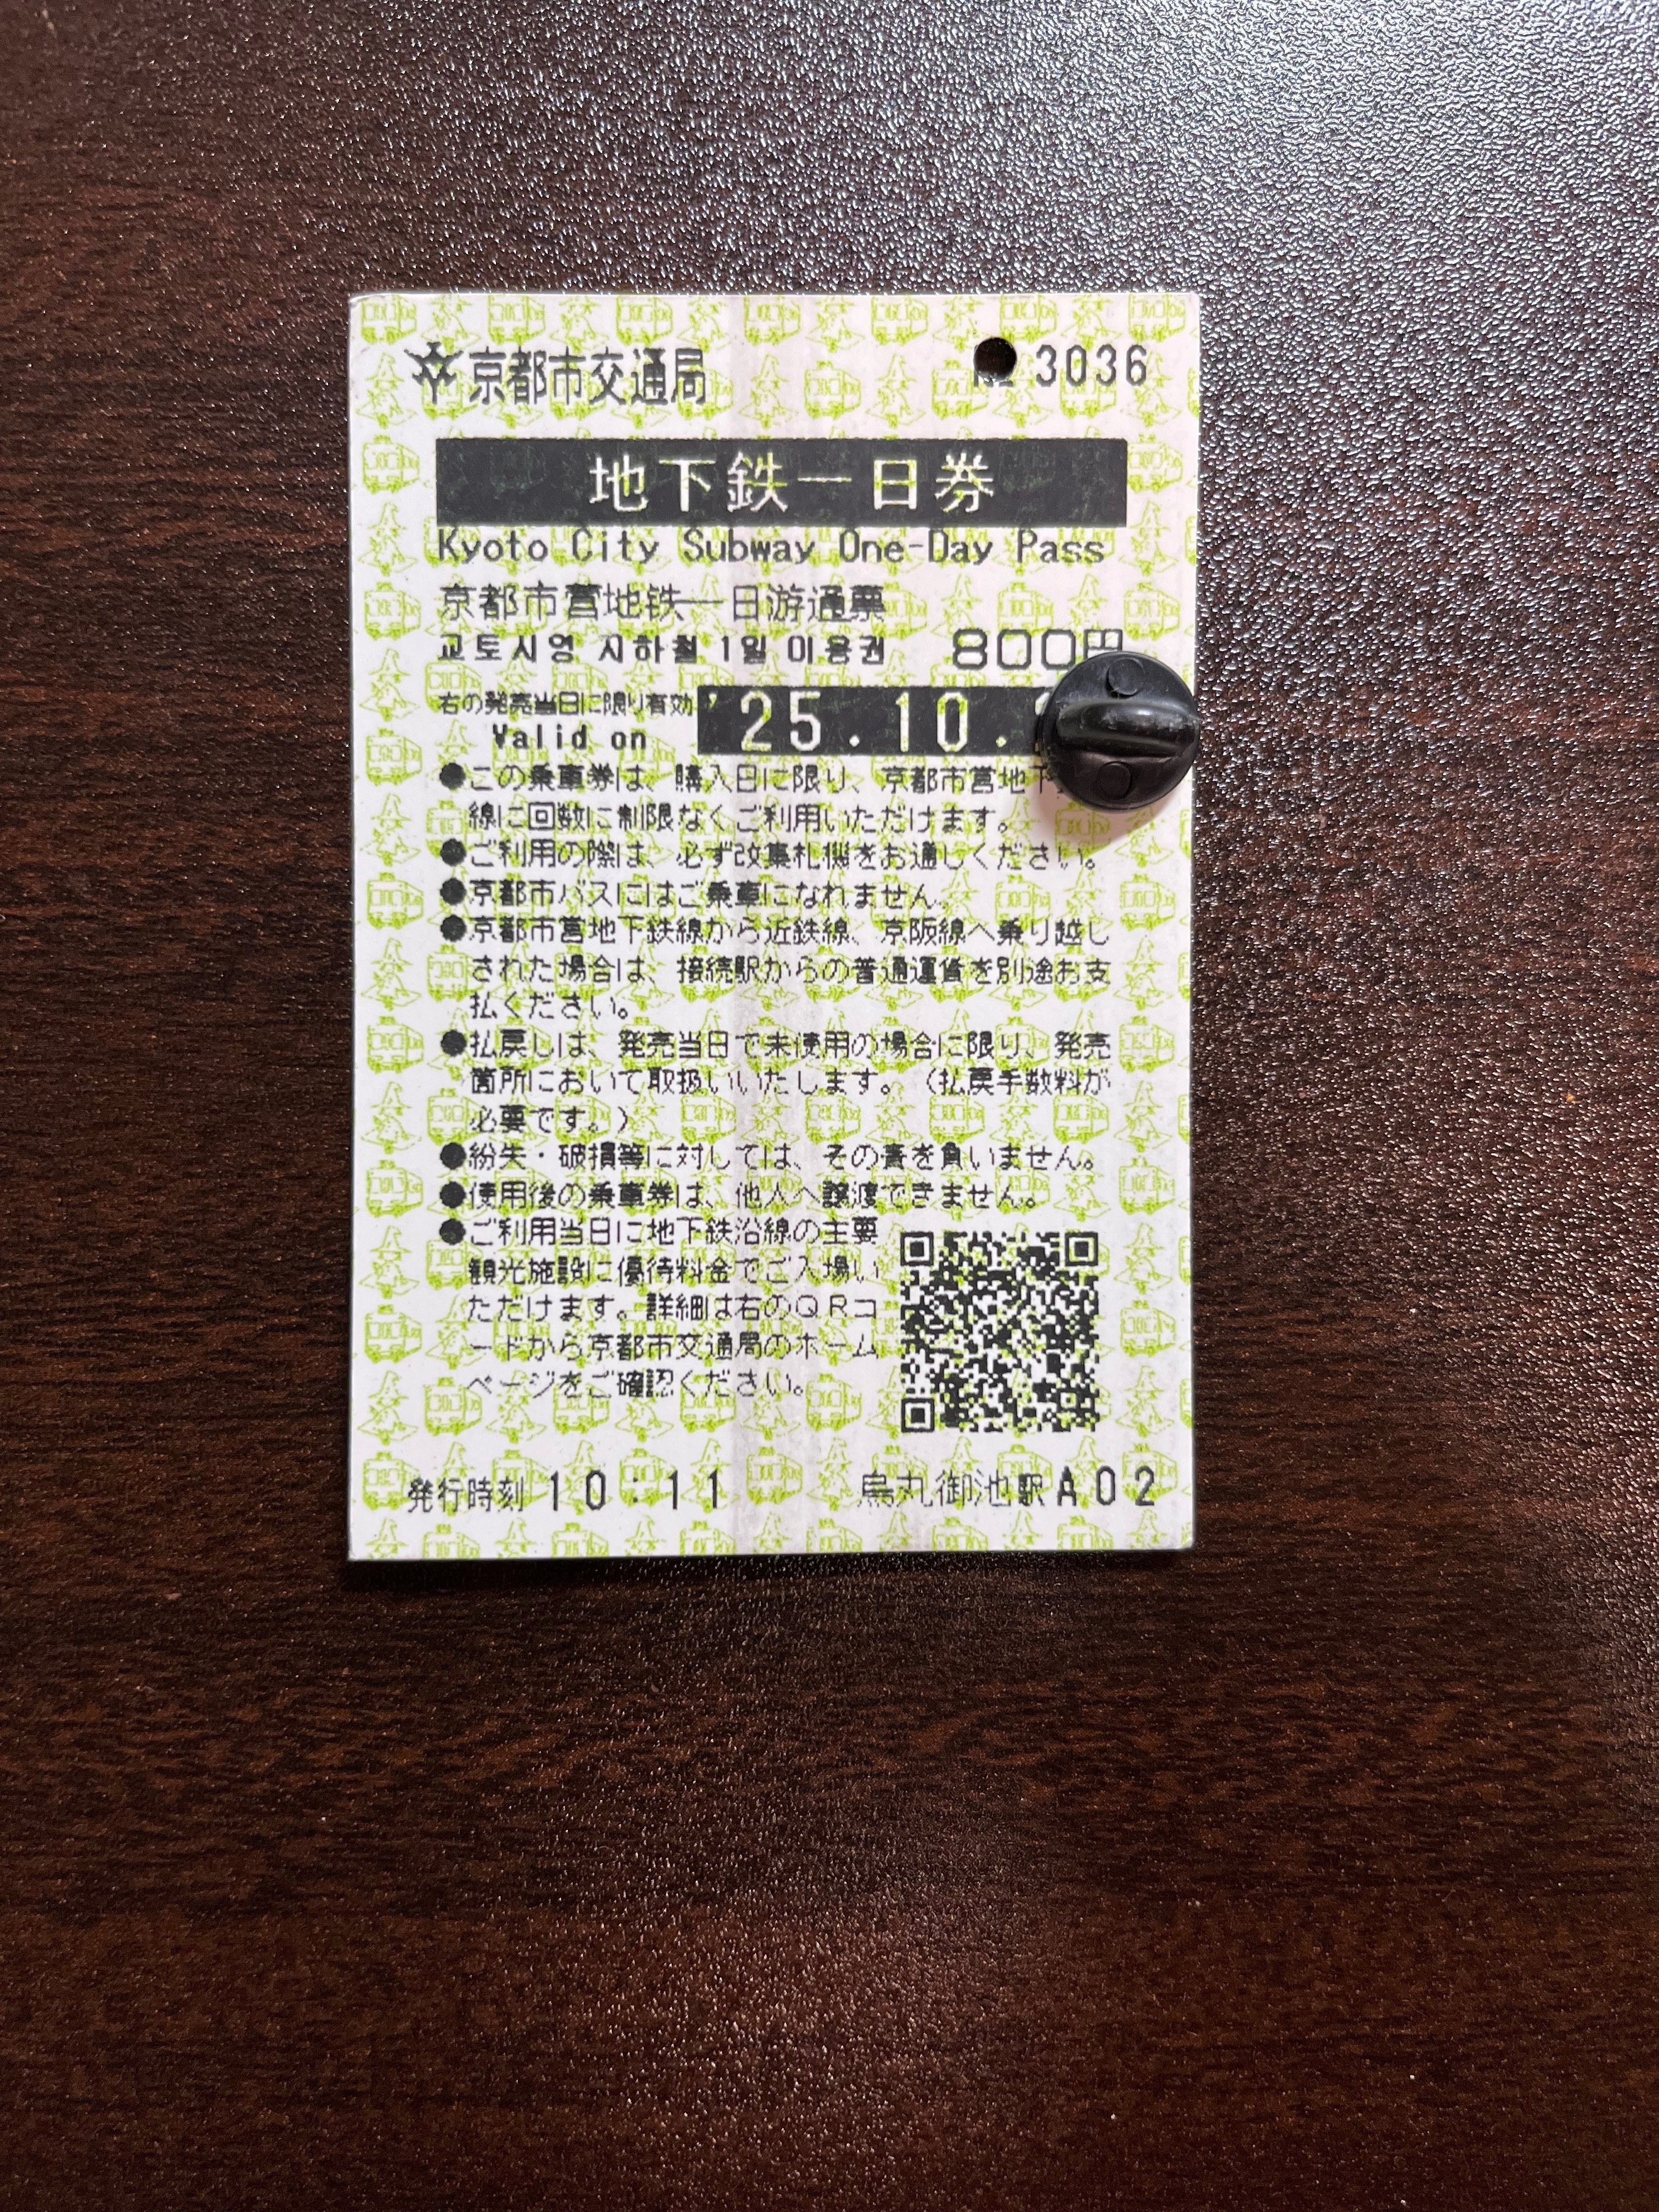 京都市交通局 3036
地下鉄一日券
Kyoto City Subway One-Day Pass
京都市营地铁一日游通票
교토시영 지하철 1일 이용권 800円
右の発売当日に限り有効
Valid on '25.10.
●この乗車券は、購入日に限り、京都市営地下
線に回数に制限なくご利用いただけます。
●ご利用の際は、必ず改集札機をお通しください。
●京都市バスにはご乗車になれません。
●京都市営地下鉄線から近鉄線、京阪線へ乗り越し
された場合は、接続駅からの普通運賃を別途お支
払ください。
●払戻しは、発売当日で未使用の場合に限り、発売
箇所において取扱いいたします。（払戻手数料が
必要です。）
●紛失・破損等に対しては、その責を負いません。
●使用後の乗車券は、他人へ譲渡できません。
●ご利用当日に地下鉄沿線の主要
観光施設に優待料金でご入場い
ただけます。詳細は右のQRコ
ードから京都市交通局のホーム
ページをご確認ください。
発行時刻 10:11 烏丸御池駅A02